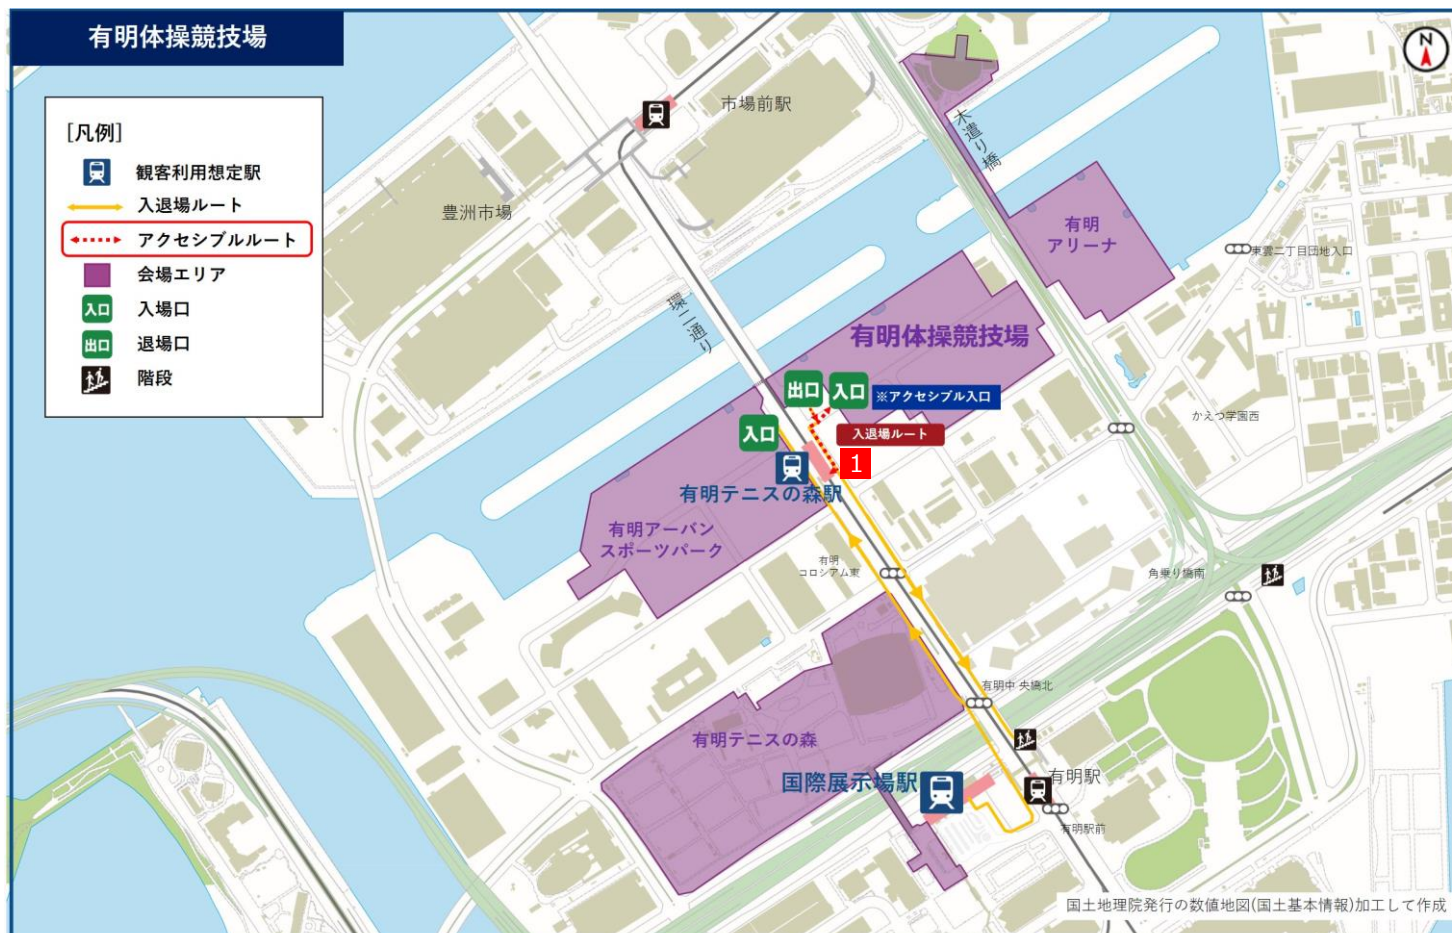 有明体操競技場
N
[凡例]
観客利用想定駅
入退場ルート
アクセシブルルート
会場エリア
入口
入場口
出口
退場口
階段
市場前駅
豊洲市場
木遣り橋
有明
アリーナ
東雲二丁目団地入口
環二通り
有明体操競技場
出口
入口
※アクセシブル入口
かえつ学園西
入口
入退場ルート
1
有明テニスの森駅
有明アーバン
スポーツパーク
有明
コロシアム東
角乗り橋南
有明中央橋北
有明テニスの森
国際展示場駅
有明駅
有明駅前
国土地理院発行の数値地図(国土基本情報)加工して作成